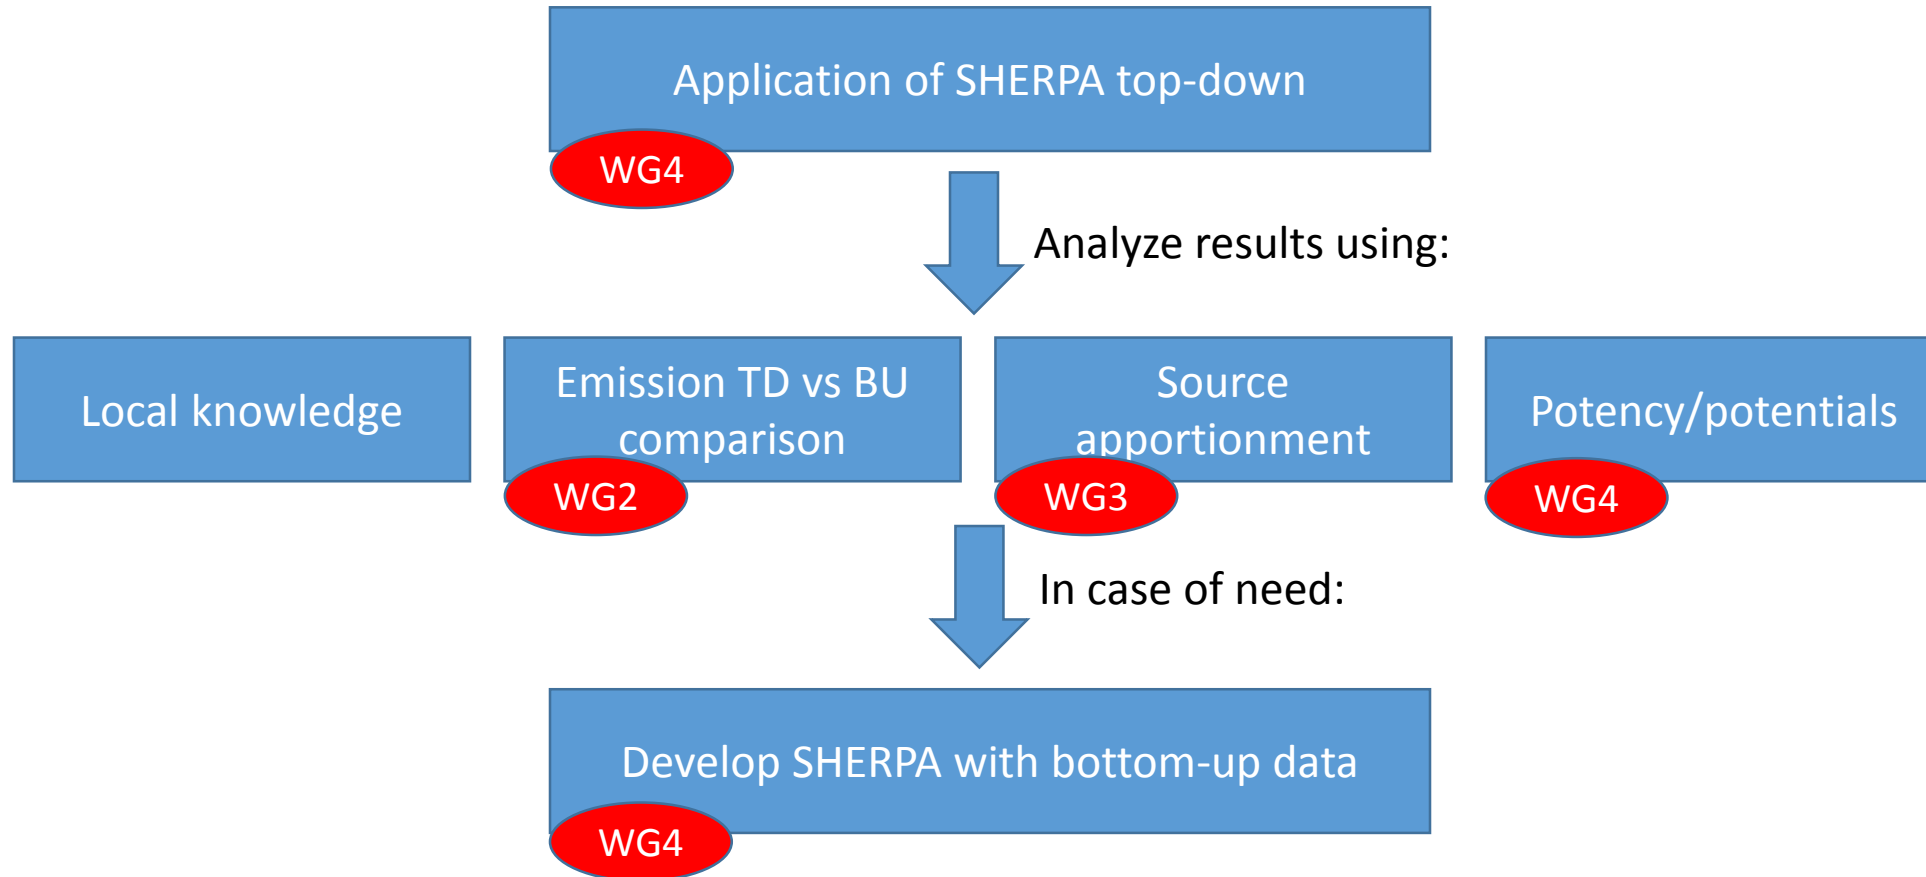 Application of SHERPA top-down
WG4
Analyze results using:
Local knowledge
Emission TD vs BU
comparison
WG2
Source
apportionment
WG3
Potency/potentials
WG4
In case of need:
Develop SHERPA with bottom-up data
WG4